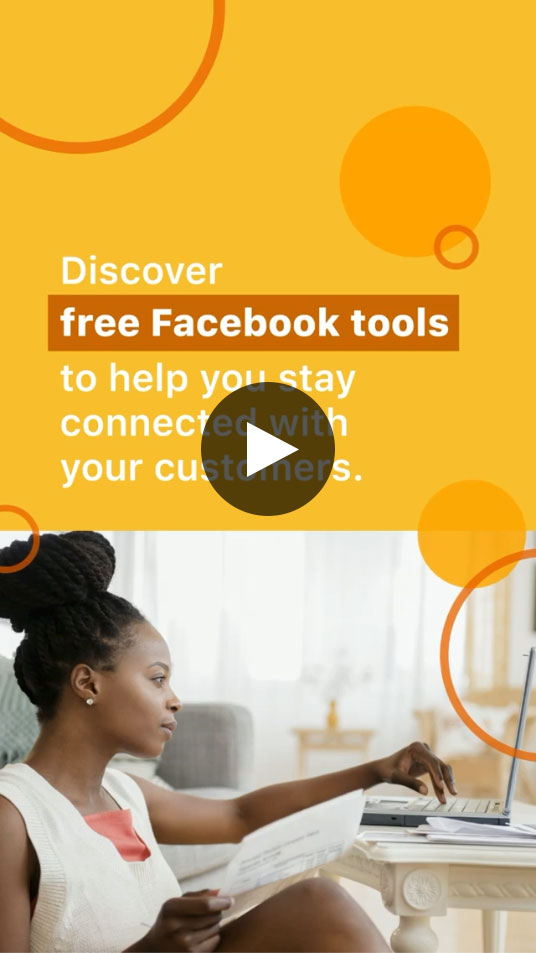 Discover
free Facebook tools
to help you stay
connected with
your customers.